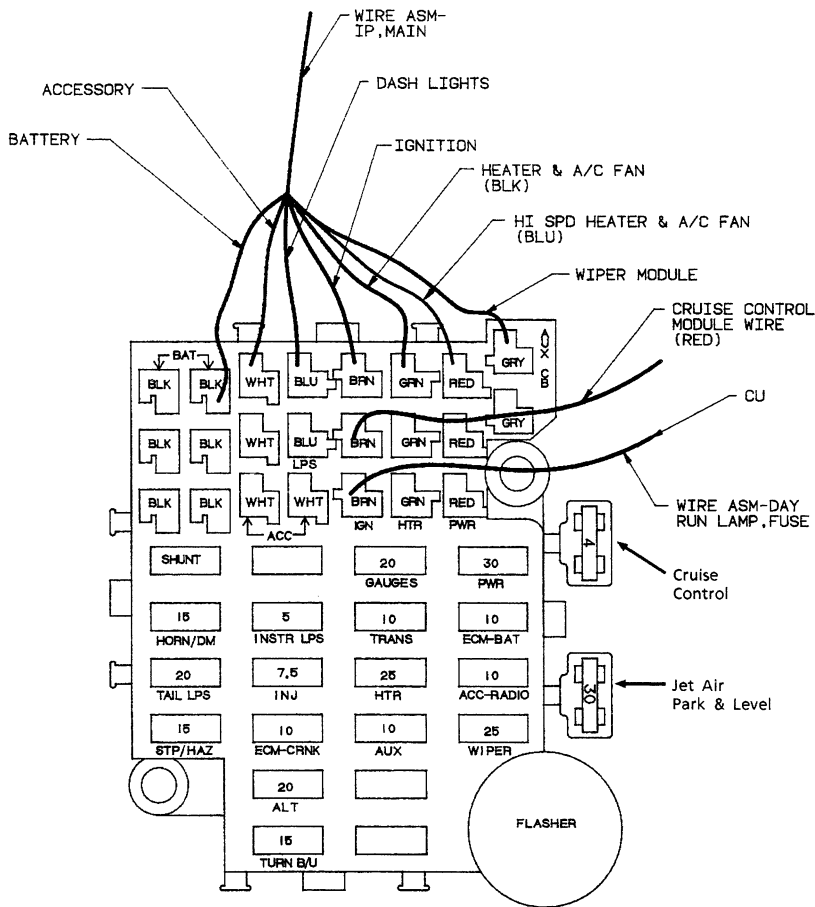 WIRE ASM-
IP,MAIN
ACCESSORY
DASH LIGHTS
BATTERY
IGNITION
HEATER & A/C FAN
(BLK)
HI SPD HEATER & A/C FAN
(BLU)
WIPER MODULE
CRUISE CONTROL
MODULE WIRE
(RED)
AUX CB
BAT
BLK BLK WHT BLU BRN GRN RED GRY
GRY
CU
BLK BLK WHT BLU BRN GRN RED
LPS
BLK BLK WHT WHT BRN GRN RED
ACC IGN HTR PWR
WIRE ASM-DAY
RUN LAMP,FUSE
4
Cruise
Control
SHUNT 20 30
GAUGES PWR
15 5 10 10
HORN/DM INSTR LPS TRANS ECM-BAT
20 7.5 25 10
TAIL LPS INJ HTR ACC-RADIO
30
Jet Air
Park & Level
15 10 10 25
STP/HAZ ECM-CRNK AUX WIPER
20
ALT
FLASHER
15
TURN B/U